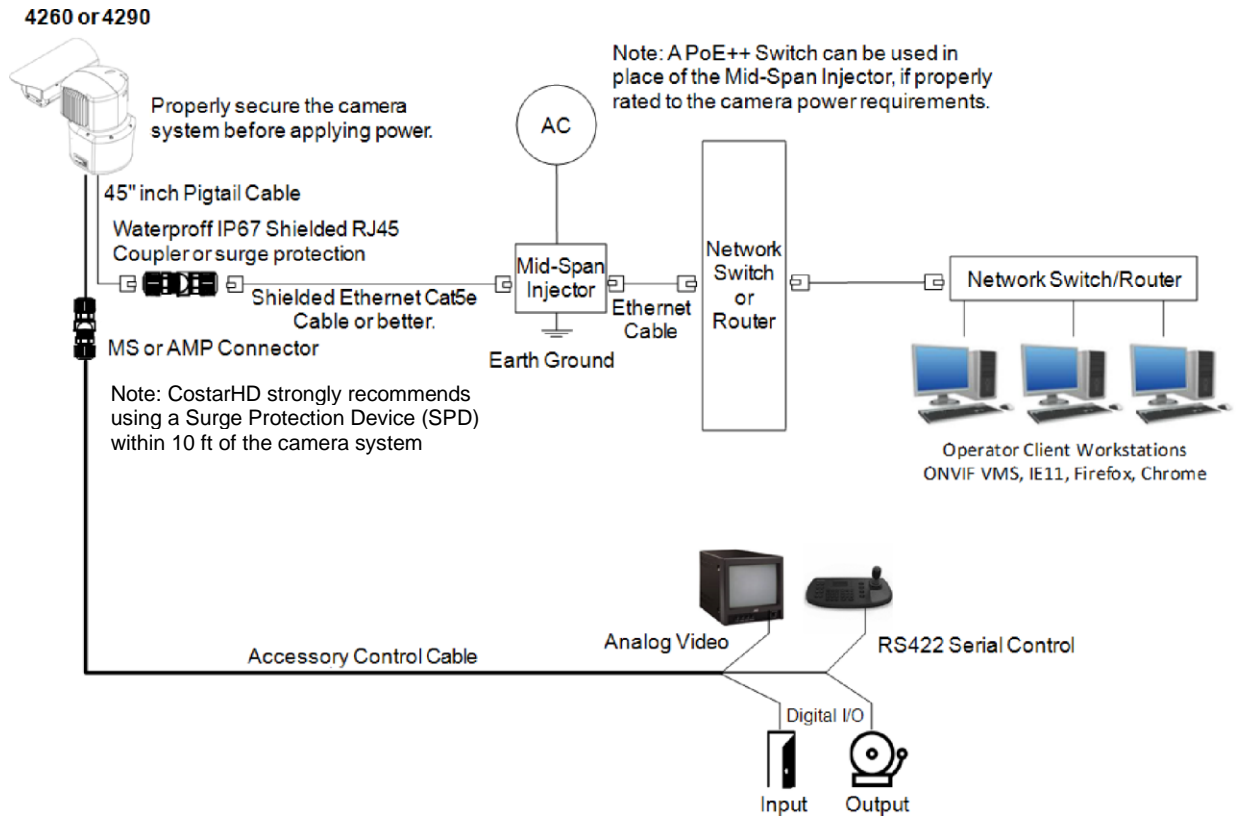 4260 or 4290
Properly secure the camera
system before applying power.
AC
Note: A PoE++ Switch can be used in
place of the Mid-Span Injector, if properly
rated to the camera power requirements.
45" inch Pigtail Cable
Waterproff IP67 Shielded RJ45
Coupler or surge protection
Shielded Ethernet Cat5e
Cable or better.
Mid-Span
Injector
Earth Ground
Ethernet
Cable
Network
Switch
or
Router
Network Switch/Router
Operator Client Workstations
ONVIF VMS, IE11, Firefox, Chrome
MS or AMP Connector
Note: CostarHD strongly recommends
using a Surge Protection Device (SPD)
within 10 ft of the camera system
Accessory Control Cable
Analog Video
RS422 Serial Control
Digital I/O
Input
Output